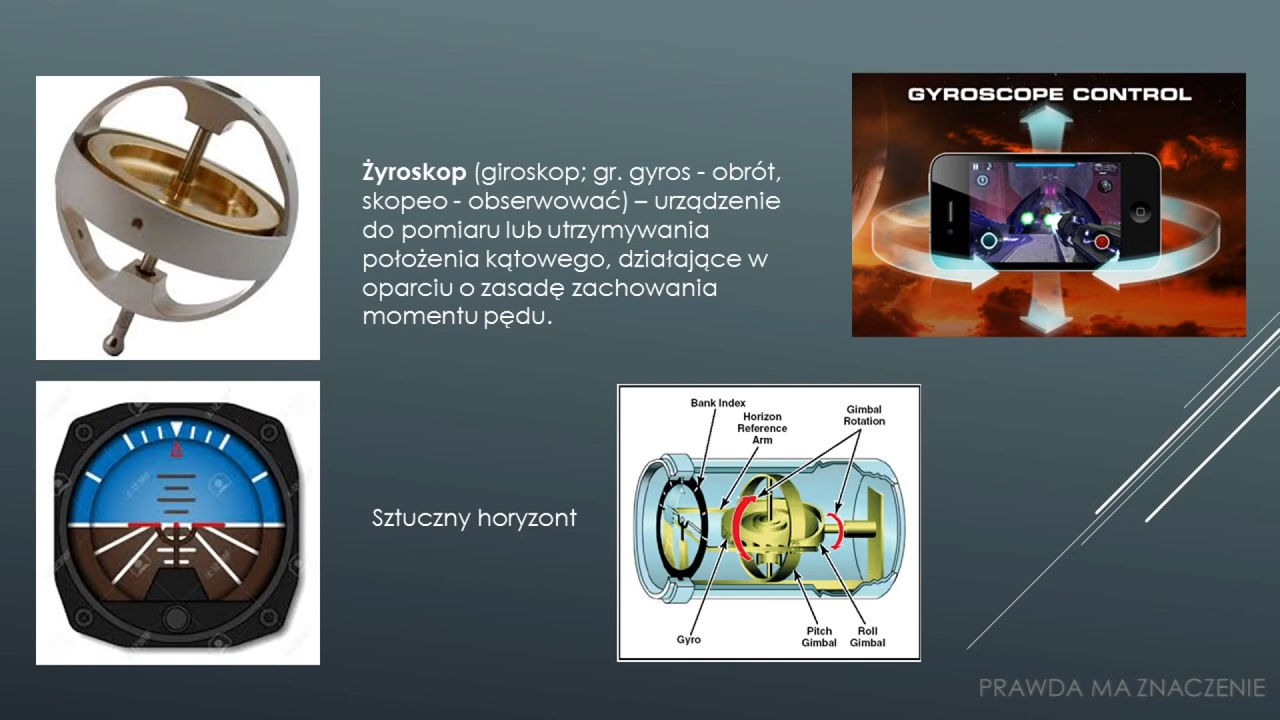 Żyroskop (giroskop; gr. gyros - obrót,
skopeo - obserwować) – urządzenie
do pomiaru lub utrzymywania
położenia kątowego, działające w
oparciu o zasadę zachowania
momentu pędu.
GYROSCOPE CONTROL
Sztuczny horyzont
Bank Index
Horizon
Reference
Arm
Gimbal
Rotation
Gyro
Pitch
Gimbal
Roll
Gimbal
PRAWDA MA ZNACZENIE